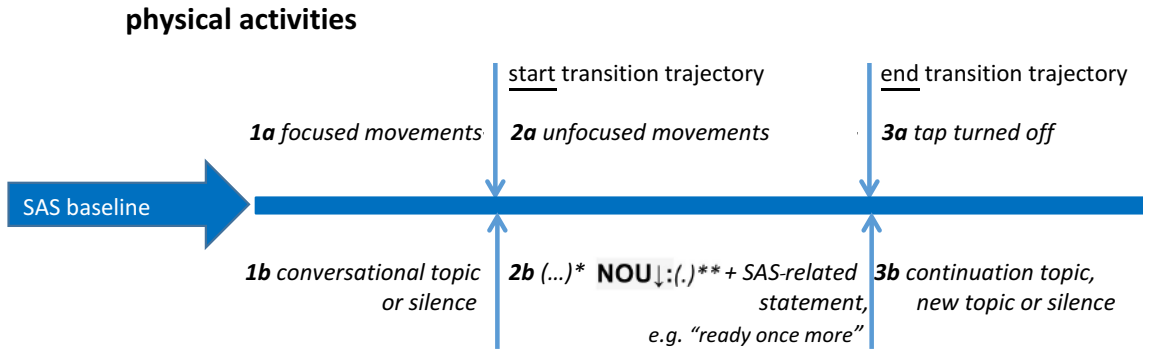 physical activities
start transition trajectory
end transition trajectory
1a focused movements
2a unfocused movements
3a tap turned off
SAS baseline
1b conversational topic
or silence
2b (...)* NOU↓:(.)** + SAS-related
statement,
e.g. “ready once more”
3b continuation topic,
new topic or silence